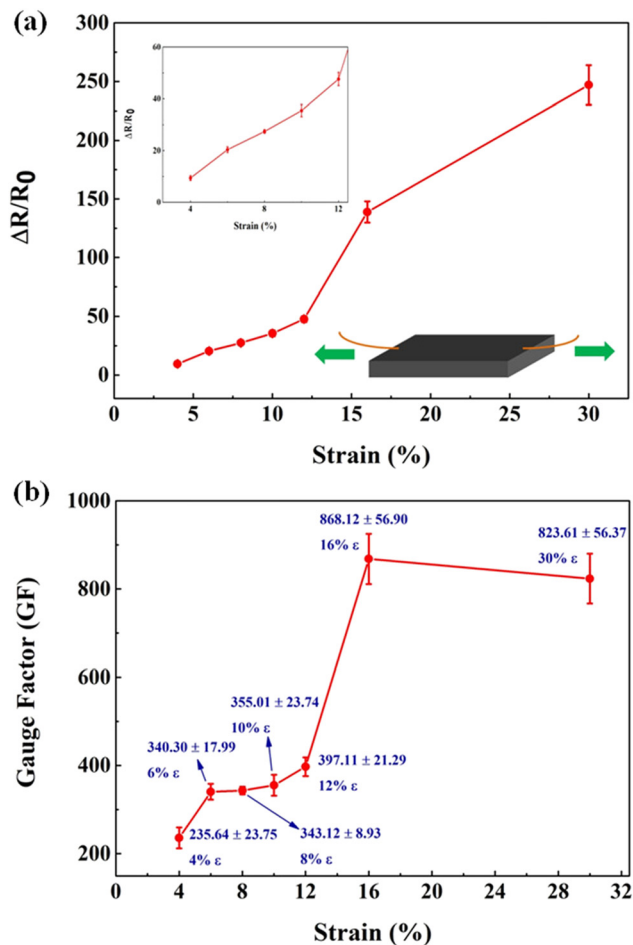 (a)
300
250
200
150
100
50
0
ΔR/R0
60
40
20
0
ΔR/R0
4
8
12
Strain (%)
0
5
10
15
20
25
30
Strain (%)
(b)
1000
800
600
400
200
Gauge Factor (GF)
868.12 ± 56.90
16% ε
823.61 ± 56.37
30% ε
355.01 ± 23.74
10% ε
340.30 ± 17.99
6% ε
397.11 ± 21.29
12% ε
235.64 ± 23.75
4% ε
343.12 ± 8.93
8% ε
0
4
8
12
16
20
24
28
32
Strain (%)